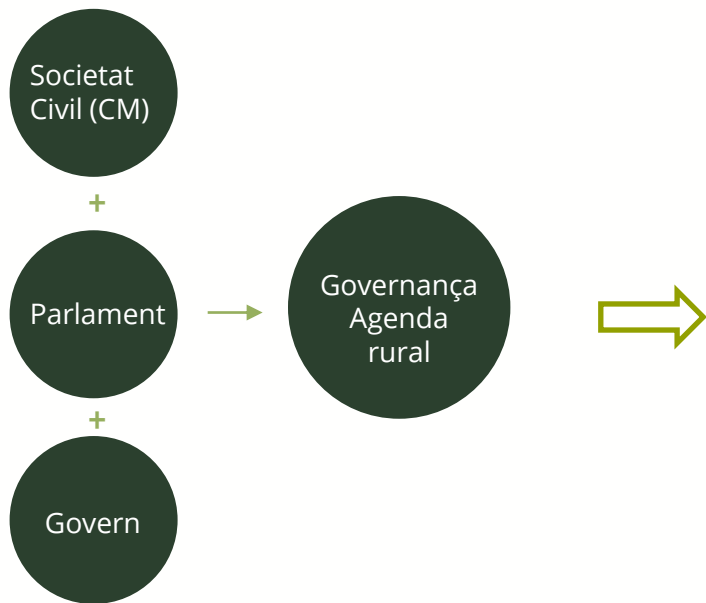 Societat
Civil (CM)
+
Parlament
+
Govern
Governança
Agenda
rural